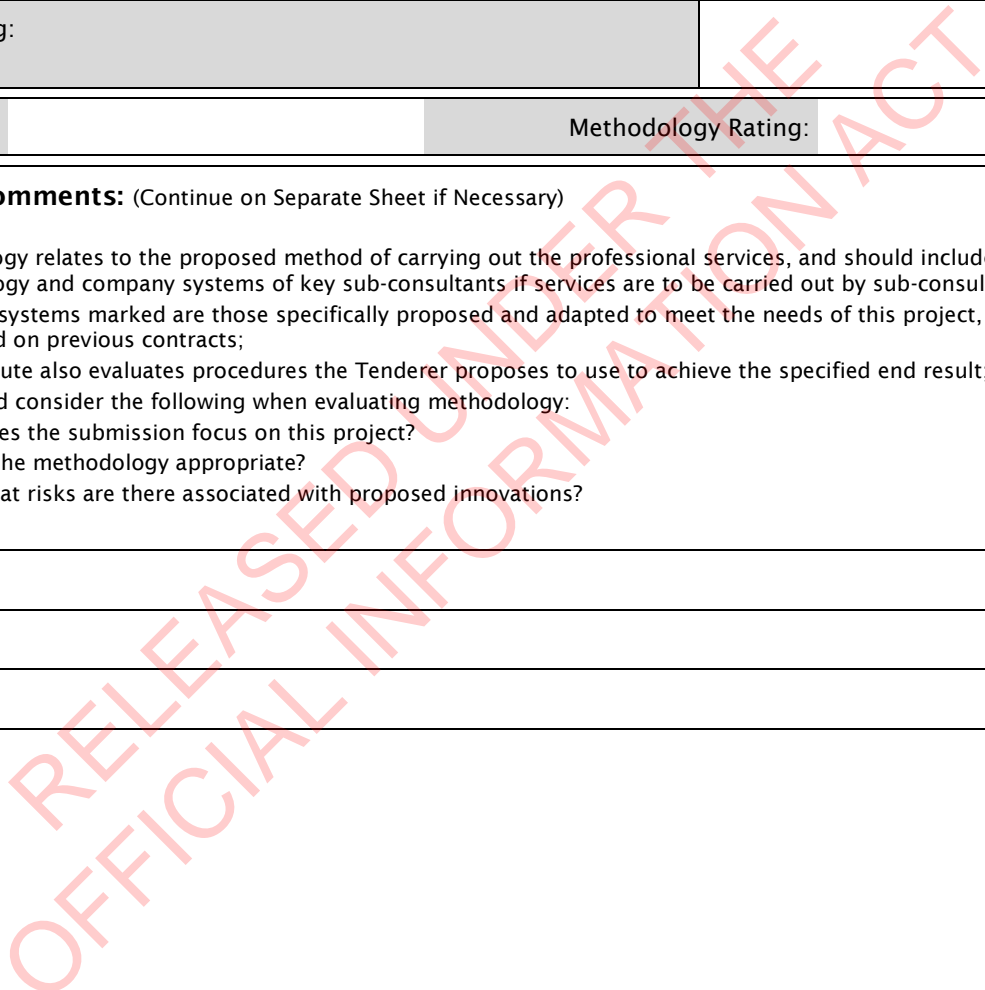 g:
Methodology Rating:
omments: (Continue on Separate Sheet if Necessary)
ogy relates to the proposed method of carrying out the professional services, and should include
ogy and company systems of key sub-consultants if services are to be carried out by sub-consul
systems marked are those specifically proposed and adapted to meet the needs of this project,
d on previous contracts;
ute also evaluates procedures the Tenderer proposes to use to achieve the specified end result;
d consider the following when evaluating methodology:
es the submission focus on this project?
he methodology appropriate?
at risks are there associated with proposed innovations?
RELEASED UNDER THE
OFFICIAL INFORMATION ACT